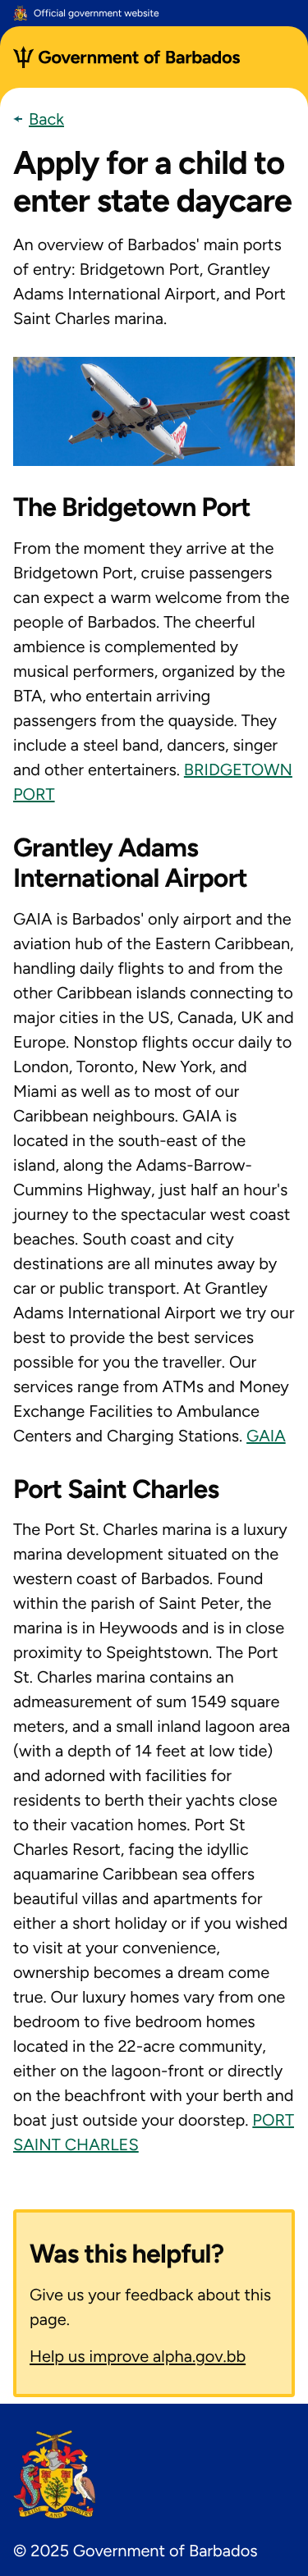 Official government website
Government of Barbados
Back
Apply for a child to
enter state daycare
An overview of Barbados' main ports
of entry: Bridgetown Port, Grantley
Adams International Airport, and Port
Saint Charles marina.
The Bridgetown Port
From the moment they arrive at the
Bridgetown Port, cruise passengers
can expect a warm welcome from the
people of Barbados. The cheerful
ambience is complemented by
musical performers, organized by the
BTA, who entertain arriving
passengers from the quayside. They
include a steel band, dancers, singer
and other entertainers. BRIDGETOWN
PORT
Grantley Adams
International Airport
GAIA is Barbados' only airport and the
aviation hub of the Eastern Caribbean,
handling daily flights to and from the
other Caribbean islands connecting to
major cities in the US, Canada, UK and
Europe. Nonstop flights occur daily to
London, Toronto, New York, and
Miami as well as to most of our
Caribbean neighbours. GAIA is
located in the south-east of the
island, along the Adams-Barrow-
Cummins Highway, just half an hour's
journey to the spectacular west coast
beaches. South coast and city
destinations are all minutes away by
car or public transport. At Grantley
Adams International Airport we try our
best to provide the best services
possible for you the traveller. Our
services range from ATMs and Money
Exchange Facilities to Ambulance
Centers and Charging Stations. GAIA
Port Saint Charles
The Port St. Charles marina is a luxury
marina development situated on the
western coast of Barbados. Found
within the parish of Saint Peter, the
marina is in Heywoods and is in close
proximity to Speightstown. The Port
St. Charles marina contains an
admeasurement of sum 1549 square
meters, and a small inland lagoon area
(with a depth of 14 feet at low tide)
and adorned with facilities for
residents to berth their yachts close
to their vacation homes. Port St
Charles Resort, facing the idyllic
aquamarine Caribbean sea offers
beautiful villas and apartments for
either a short holiday or if you wished
to visit at your convenience,
ownership becomes a dream come
true. Our luxury homes vary from one
bedroom to five bedroom homes
located in the 22-acre community,
either on the lagoon-front or directly
on the beachfront with your berth and
boat just outside your doorstep. PORT
SAINT CHARLES
Was this helpful?
Give us your feedback about this
page.
Help us improve alpha.gov.bb
PRIDE AND INDUSTRY
© 2025 Government of Barbados